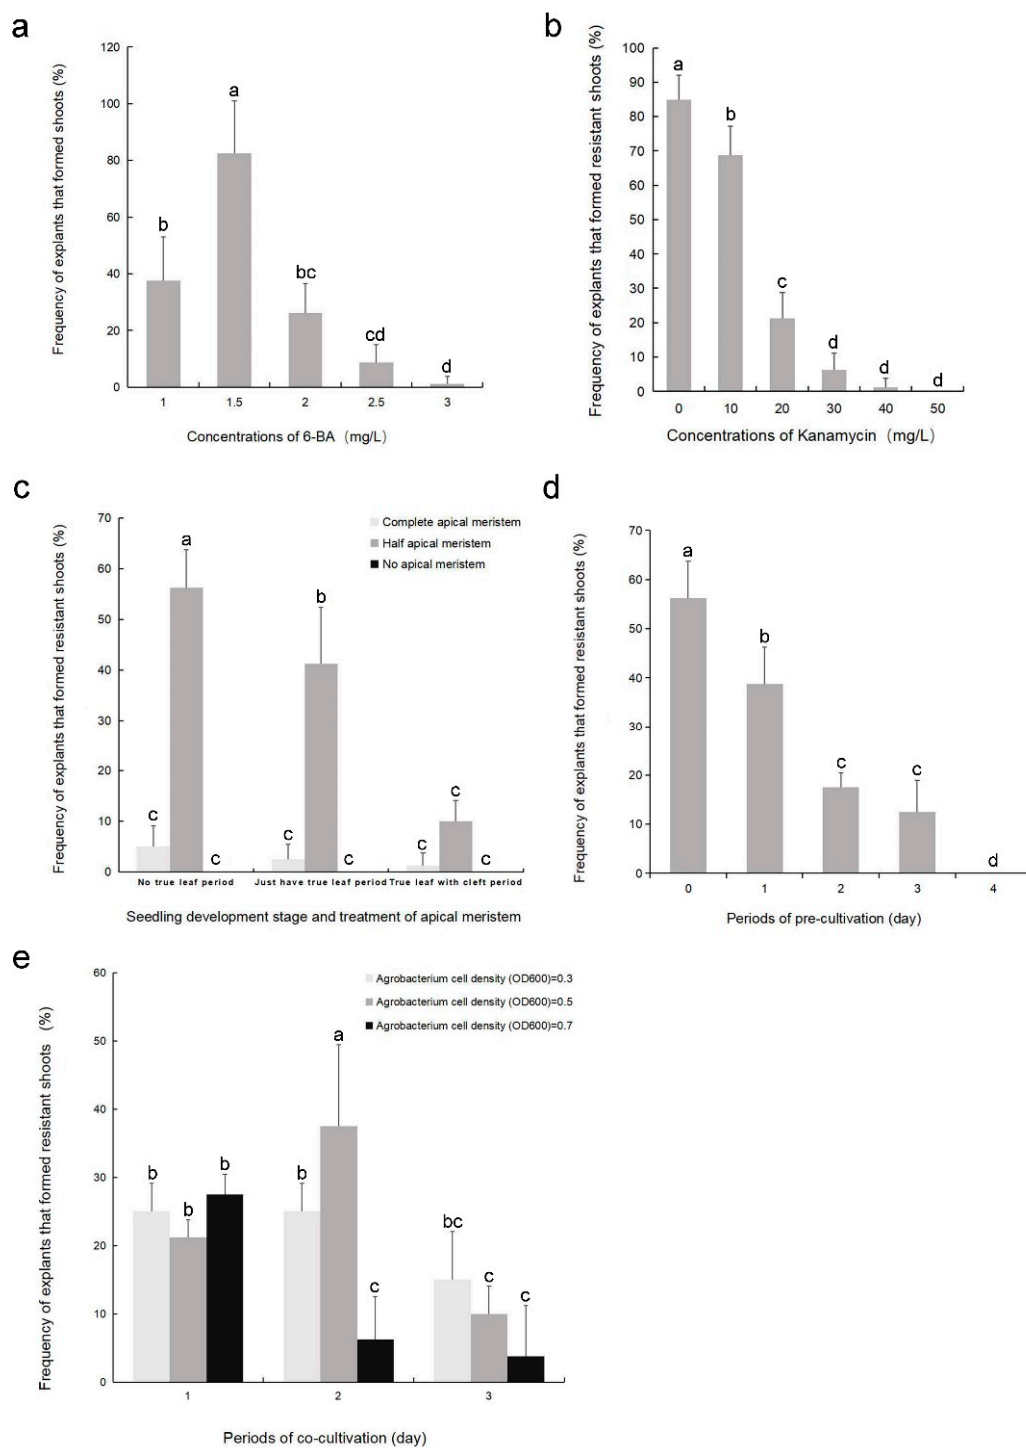 a
Frequency of explants that formed shoots (%)
120
100
80
60
40
20
0
b
a
bc
cd
d
1 1.5 2 2.5 3
Concentrations of 6-BA（mg/L）
b
Frequency of explants that formed resistant shoots (%)
100
90
80
70
60
50
40
30
20
10
0
a
b
c
d
d
d
0 10 20 30 40 50
Concentrations of Kanamycin（mg/L）
c
Frequency of explants that formed resistant shoots (%)
70
60
50
40
30
20
10
0
Complete apical meristem
Half apical meristem
No apical meristem
c a c
c b c
c c c
No true leaf period Just have true leaf period True leaf with cleft period
Seedling development stage and treatment of apical meristem
d
Frequency of explants that formed resistant shoots (%)
70
60
50
40
30
20
10
0
a
b
c
c
d
0 1 2 3 4
Periods of pre-cultivation (day)
e
Frequency of explants that formed resistant shoots (%)
60
50
40
30
20
10
0
Agrobacterium cell density (OD600)=0.3
Agrobacterium cell density (OD600)=0.5
Agrobacterium cell density (OD600)=0.7
b b b
b a c
bc c c
1 2 3
Periods of co-cultivation (day)